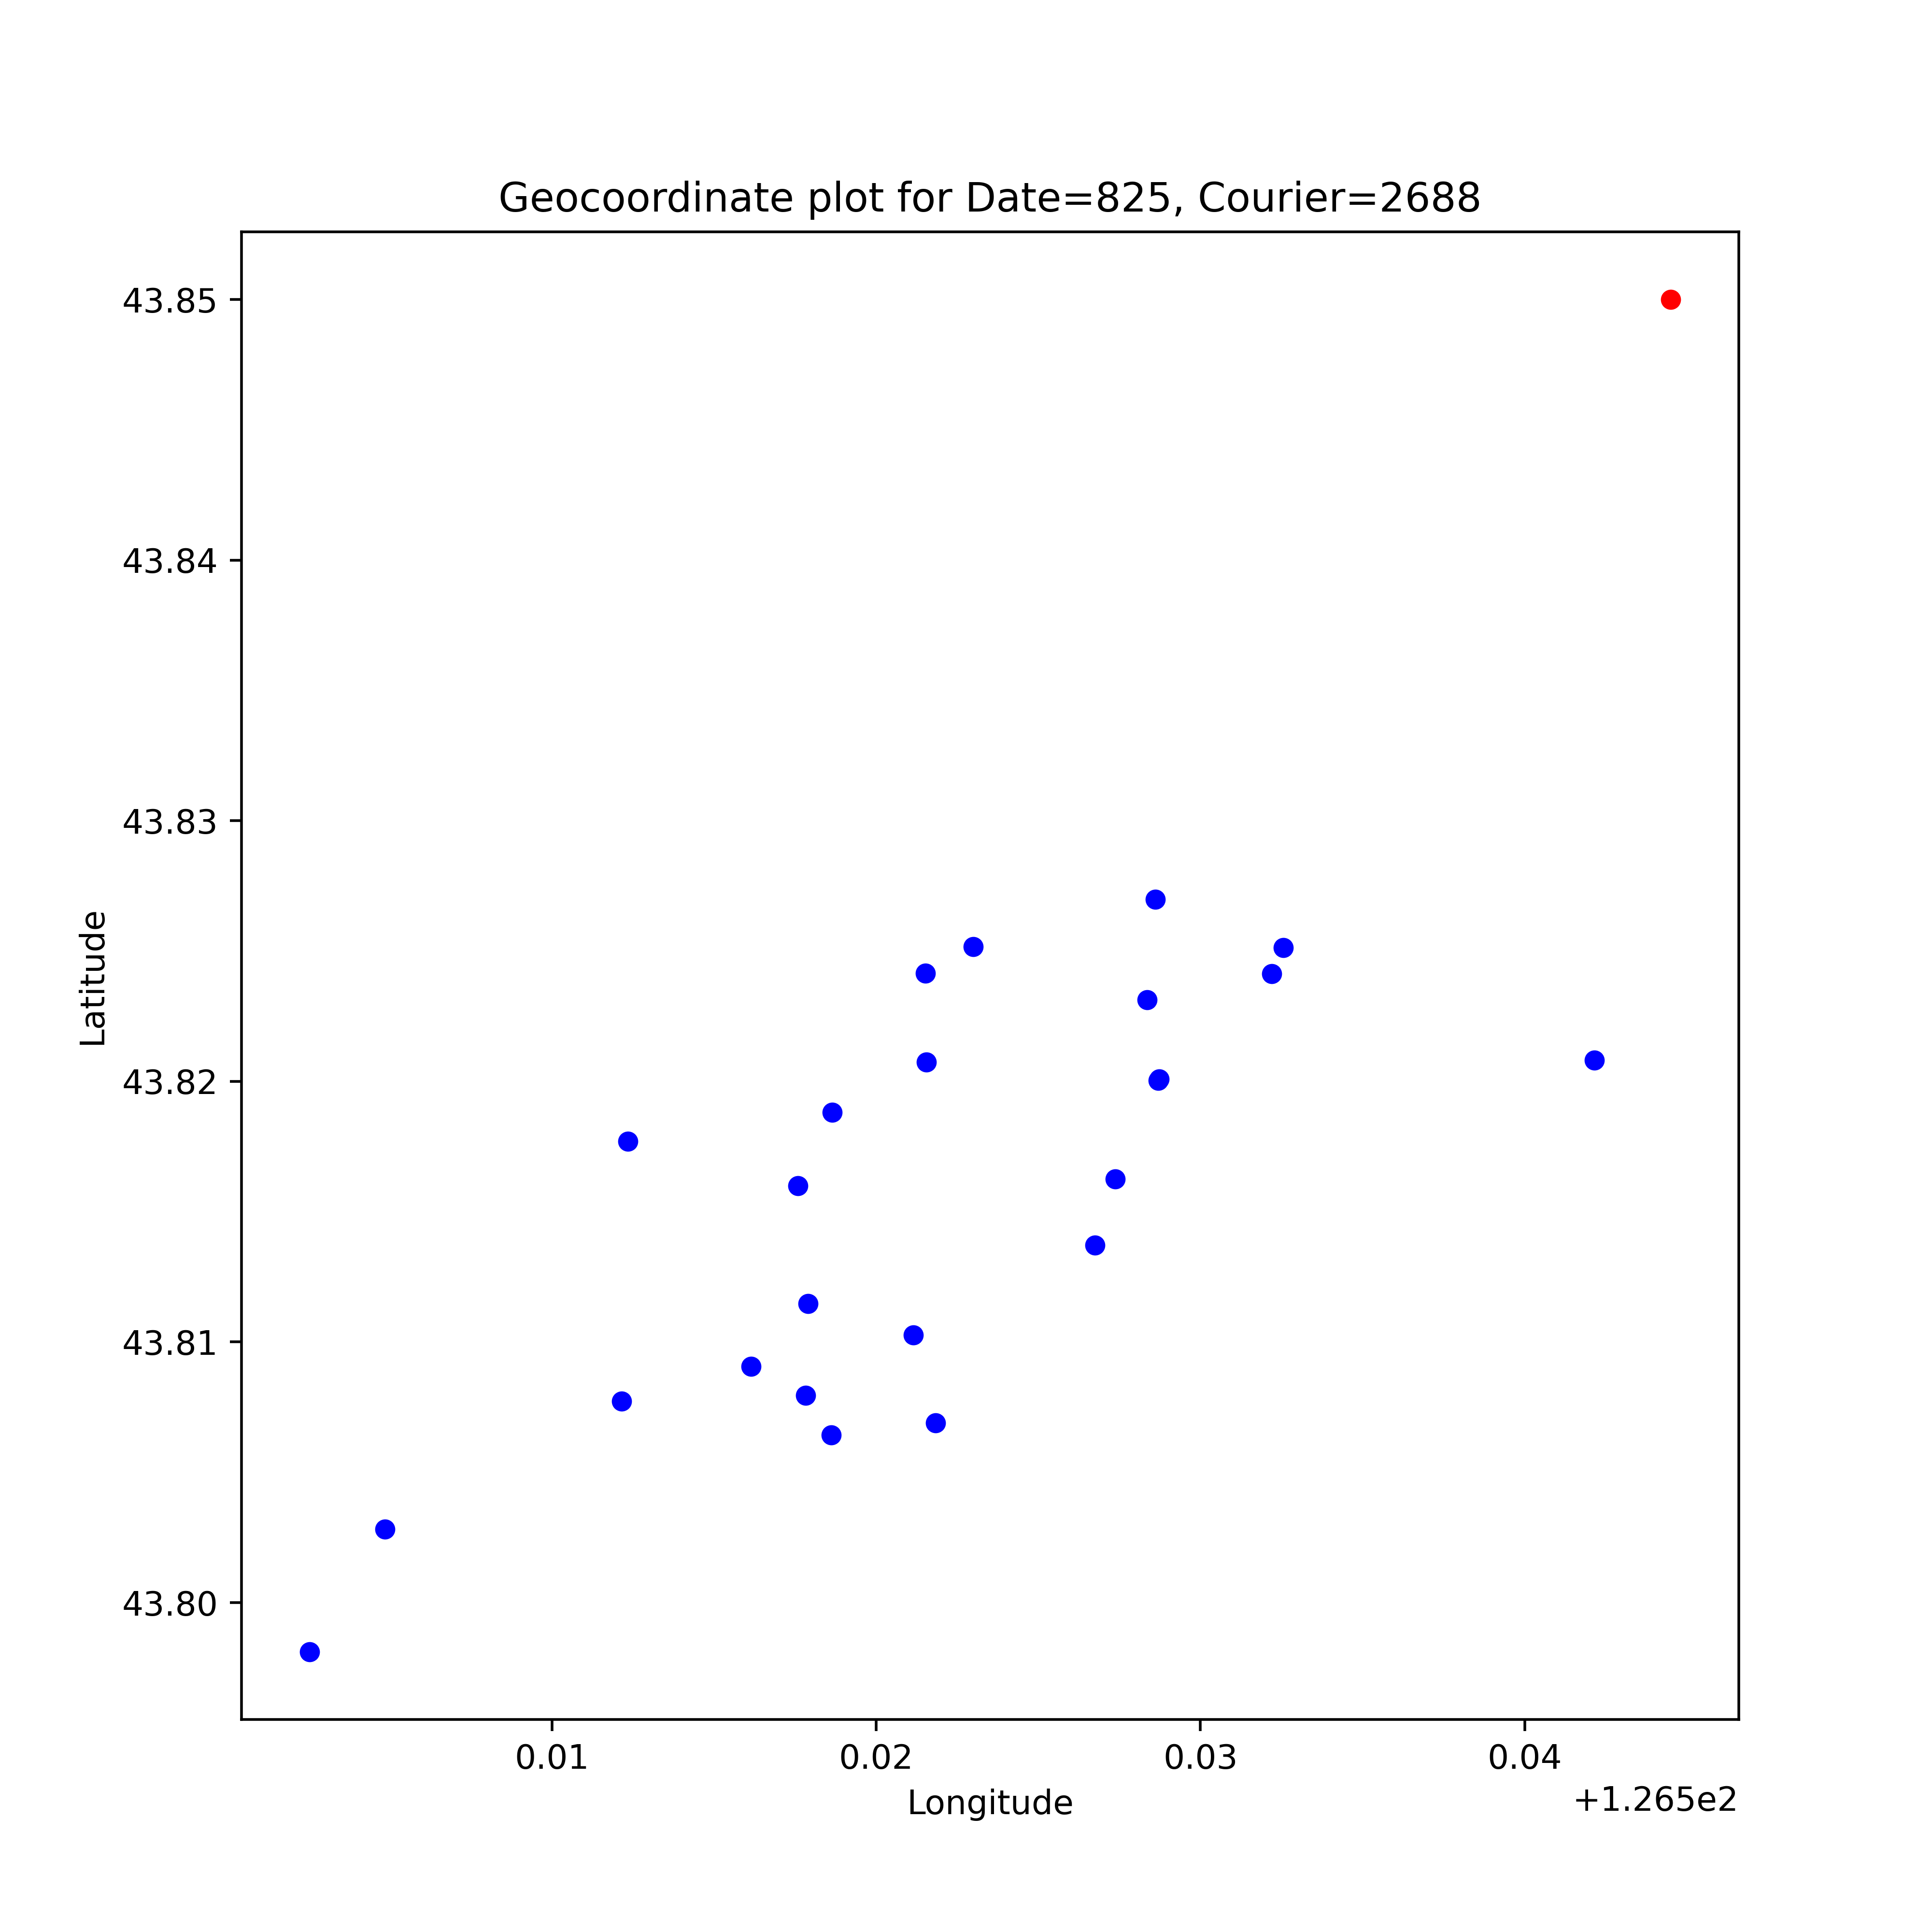 Geocoordinate plot for Date=825, Courier=2688
43.85
43.84
43.83
43.82
43.81
43.80
Latitude
0.01 0.02 0.03 0.04
Longitude
+1.265e2